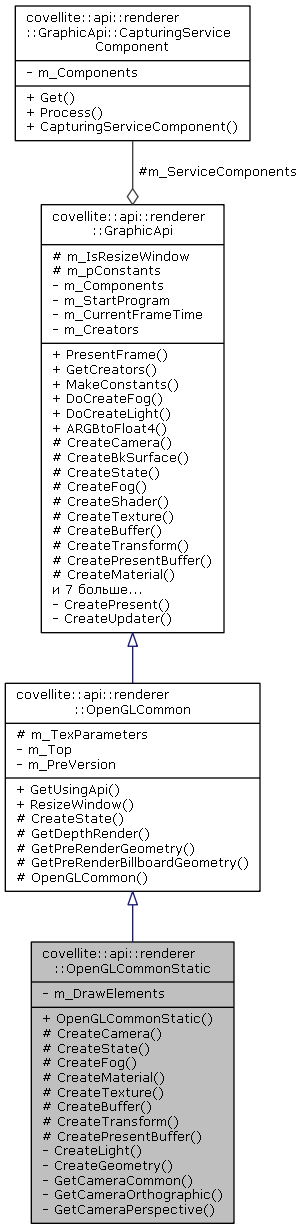 covellite::api::renderer
::GraphicApi::CapturingService
Component
- m_Components
+ Get()
+ Process()
+ CapturingServiceComponent()
#m_ServiceComponents
covellite::api::renderer
::GraphicApi
# m_IsResizeWindow
# m_pConstants
- m_Components
- m_StartProgram
- m_CurrentFrameTime
- m_Creators
+ PresentFrame()
+ GetCreators()
+ MakeConstants()
+ DoCreateFog()
+ DoCreateLight()
+ ARGBtoFloat4()
# CreateCamera()
# CreateBkSurface()
# CreateState()
# CreateFog()
# CreateShader()
# CreateTexture()
# CreateBuffer()
# CreateTransform()
# CreatePresentBuffer()
# CreateMaterial()
и 7 больше...
- CreatePresent()
- CreateUpdater()
covellite::api::renderer
::OpenGLCommon
# m_TexParameters
- m_Top
- m_PreVersion
+ GetUsingApi()
+ ResizeWindow()
# CreateState()
# GetDepthRender()
# GetPreRenderGeometry()
# GetPreRenderBillboardGeometry()
# OpenGLCommon()
covellite::api::renderer
::OpenGLCommonStatic
- m_DrawElements
+ OpenGLCommonStatic()
# CreateCamera()
# CreateState()
# CreateFog()
# CreateMaterial()
# CreateTexture()
# CreateBuffer()
# CreateTransform()
# CreatePresentBuffer()
- CreateLight()
- CreateGeometry()
- GetCameraCommon()
- GetCameraOrthographic()
- GetCameraPerspective()